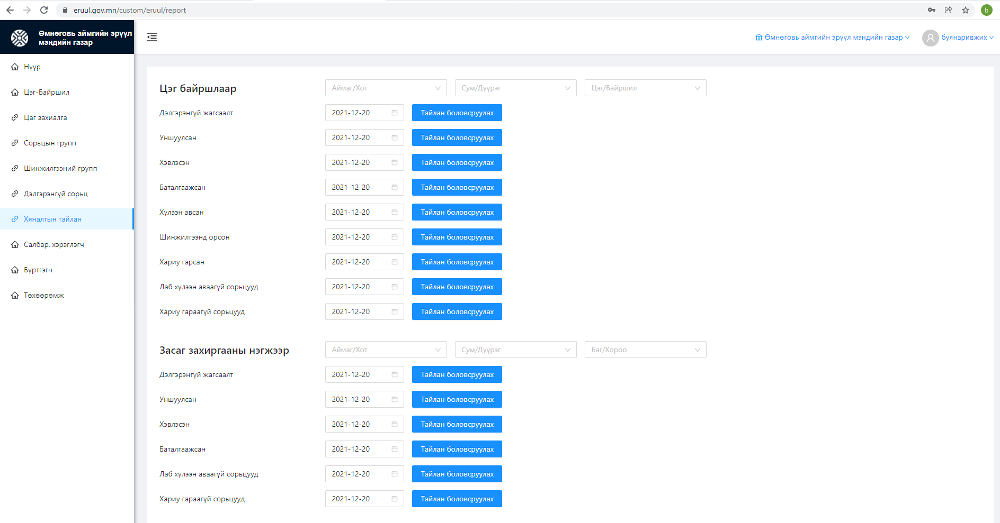 eruul.gov.mn/custom/eruul/report
b
Өмнөговь аймгийн эрүүл
мэндийн газар
Өмнөговь аймгийн эрүүл мэндийн газар
буянаривжих
Нүүр
Цэг-Байршил
Цаг захиалга
Сорьцын групп
Шинжилгээний групп
Дэлгэрэнгүй сорьц
Хяналтын тайлан
Салбар, хэрэглэгч
Бүртгэгч
Төхөөрөмж
Цэг байршлаар Аймаг/Хот Сум/Дүүрэг Цэг/Байршил
Дэлгэрэнгүй жагсаалт 2021-12-20 Тайлан боловсруулах
Уншуулсан 2021-12-20 Тайлан боловсруулах
Хэвлэсэн 2021-12-20 Тайлан боловсруулах
Баталгаажсан 2021-12-20 Тайлан боловсруулах
Хүлээн авсан 2021-12-20 Тайлан боловсруулах
Шинжилгээнд орсон 2021-12-20 Тайлан боловсруулах
Хариу гарсан 2021-12-20 Тайлан боловсруулах
Лаб хүлээн аваагүй сорьцууд 2021-12-20 Тайлан боловсруулах
Хариу гараагүй сорьцууд 2021-12-20 Тайлан боловсруулах
Засаг захиргааны нэгжээр Аймаг/Хот Сум/Дүүрэг Баг/Хороо
Дэлгэрэнгүй жагсаалт 2021-12-20 Тайлан боловсруулах
Уншуулсан 2021-12-20 Тайлан боловсруулах
Хэвлэсэн 2021-12-20 Тайлан боловсруулах
Баталгаажсан 2021-12-20 Тайлан боловсруулах
Лаб хүлээн аваагүй сорьцууд 2021-12-20 Тайлан боловсруулах
Хариу гараагүй сорьцууд 2021-12-20 Тайлан боловсруулах